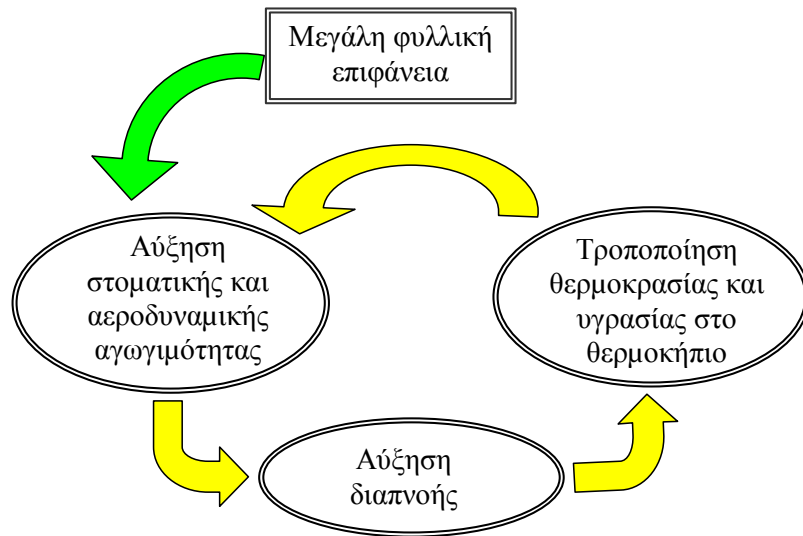 Μεγάλη φυλλική
επιφάνεια
Αύξηση
στοματικής και
αεροδυναμικής
αγωγιμότητας
Τροποποίηση
θερμοκρασίας και
υγρασίας στο
θερμοκήπιο
Αύξηση
διαπνοής